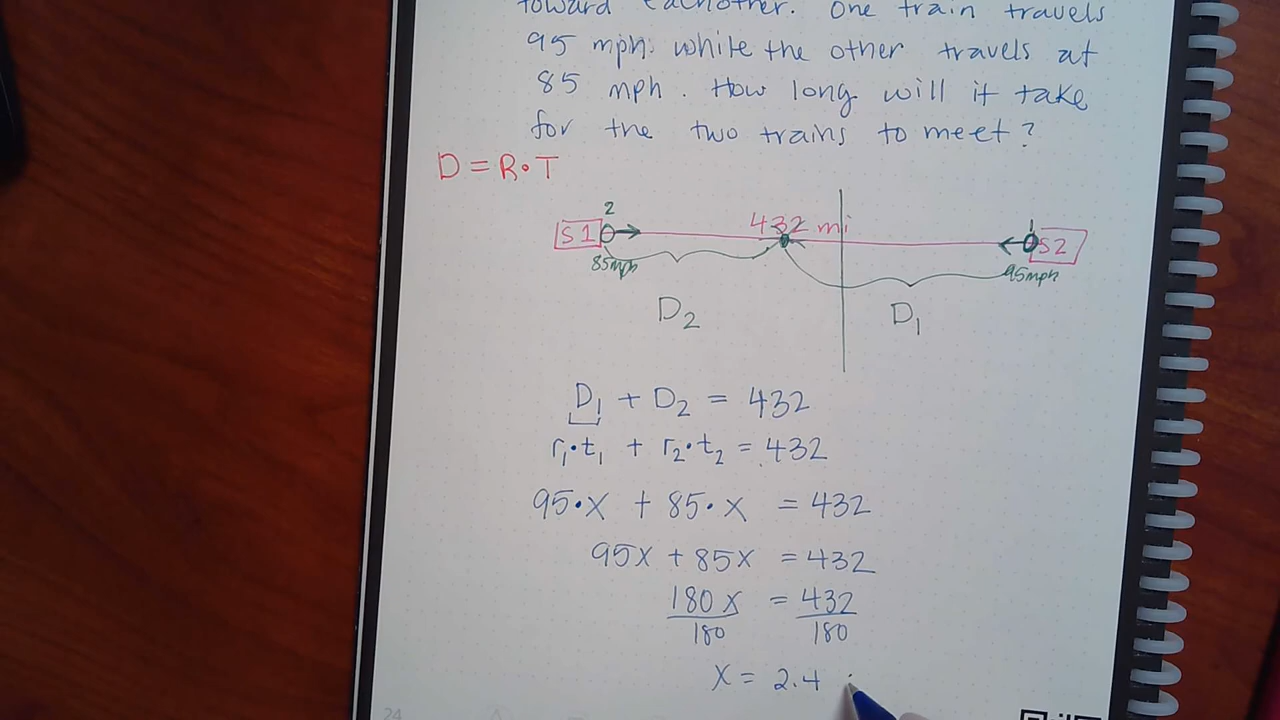 toward eachother. One train travels
95 mph. while the other travels at
85 mph. How long will it take
for the two trains to meet?
D = R•T
2
432 mi
1
S1
S2
85mph
95mph
D2
D1
D1 + D2 = 432
r1•t1 + r2•t2 = 432
95•x + 85•x = 432
95x + 85x = 432
180x = 432
180 180
x = 2.4
24